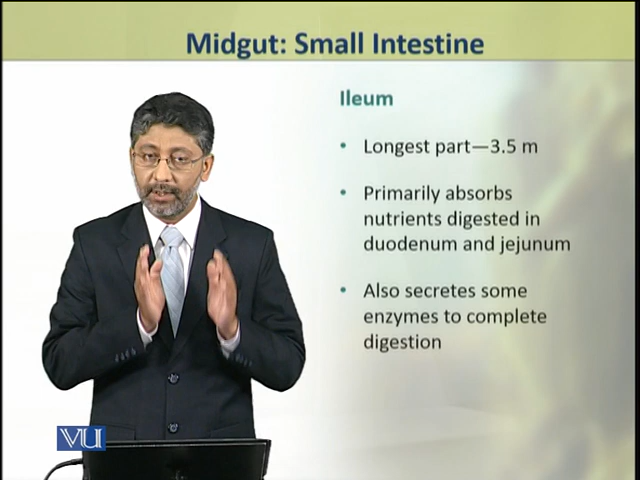 Midgut: Small Intestine
Ileum
• Longest part—3.5 m
• Primarily absorbs
nutrients digested in
duodenum and jejunum
• Also secretes some
enzymes to complete
digestion
VU